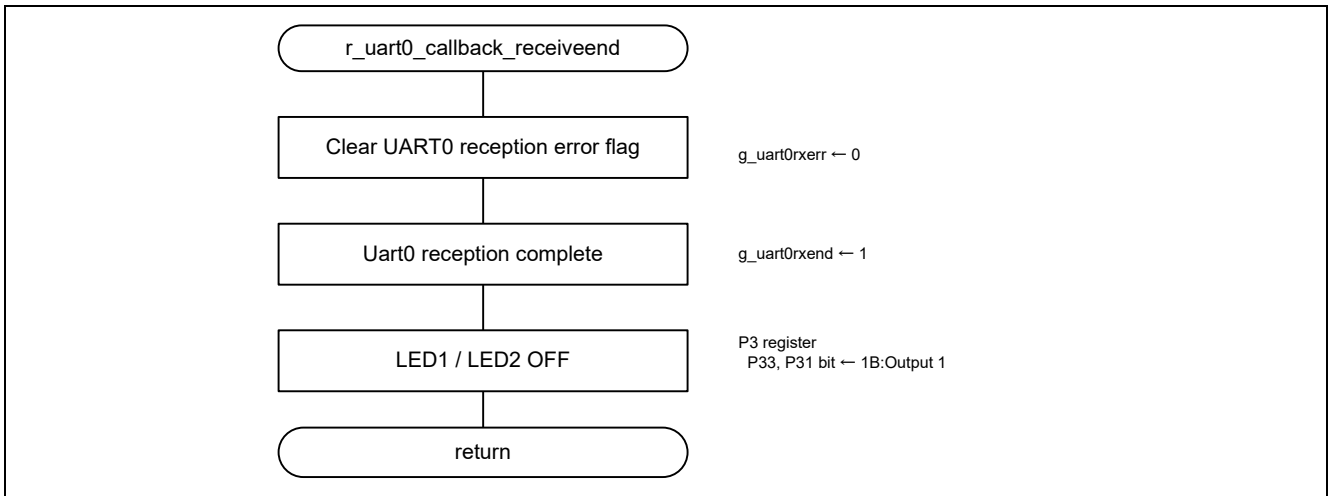 r_uart0_callback_receiveend
Clear UART0 reception error flag
g_uart0rxerr ← 0
Uart0 reception complete
g_uart0rxend ← 1
LED1 / LED2 OFF
P3 register
P33, P31 bit ← 1B:Output 1
return